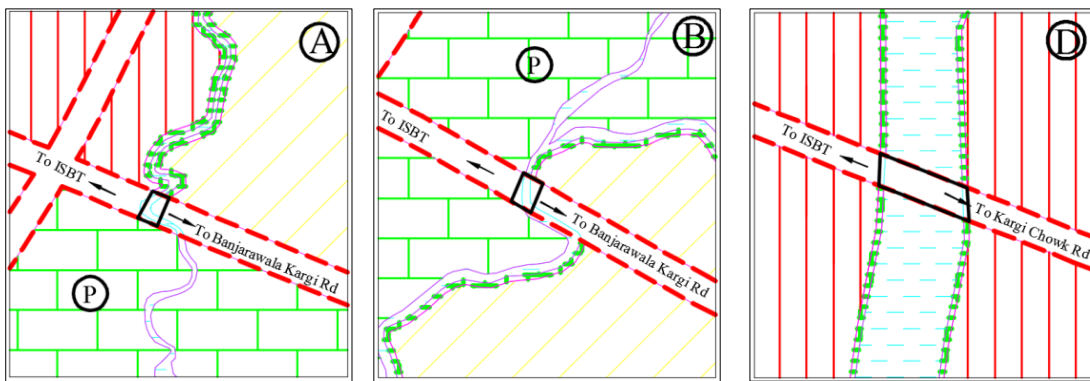 A
To ISBT
To Banjarawala Kargi Rd
P
B
P
To ISBT
To Banjarawala Kargi Rd
D
To ISBT
To Kargi Chowk Rd